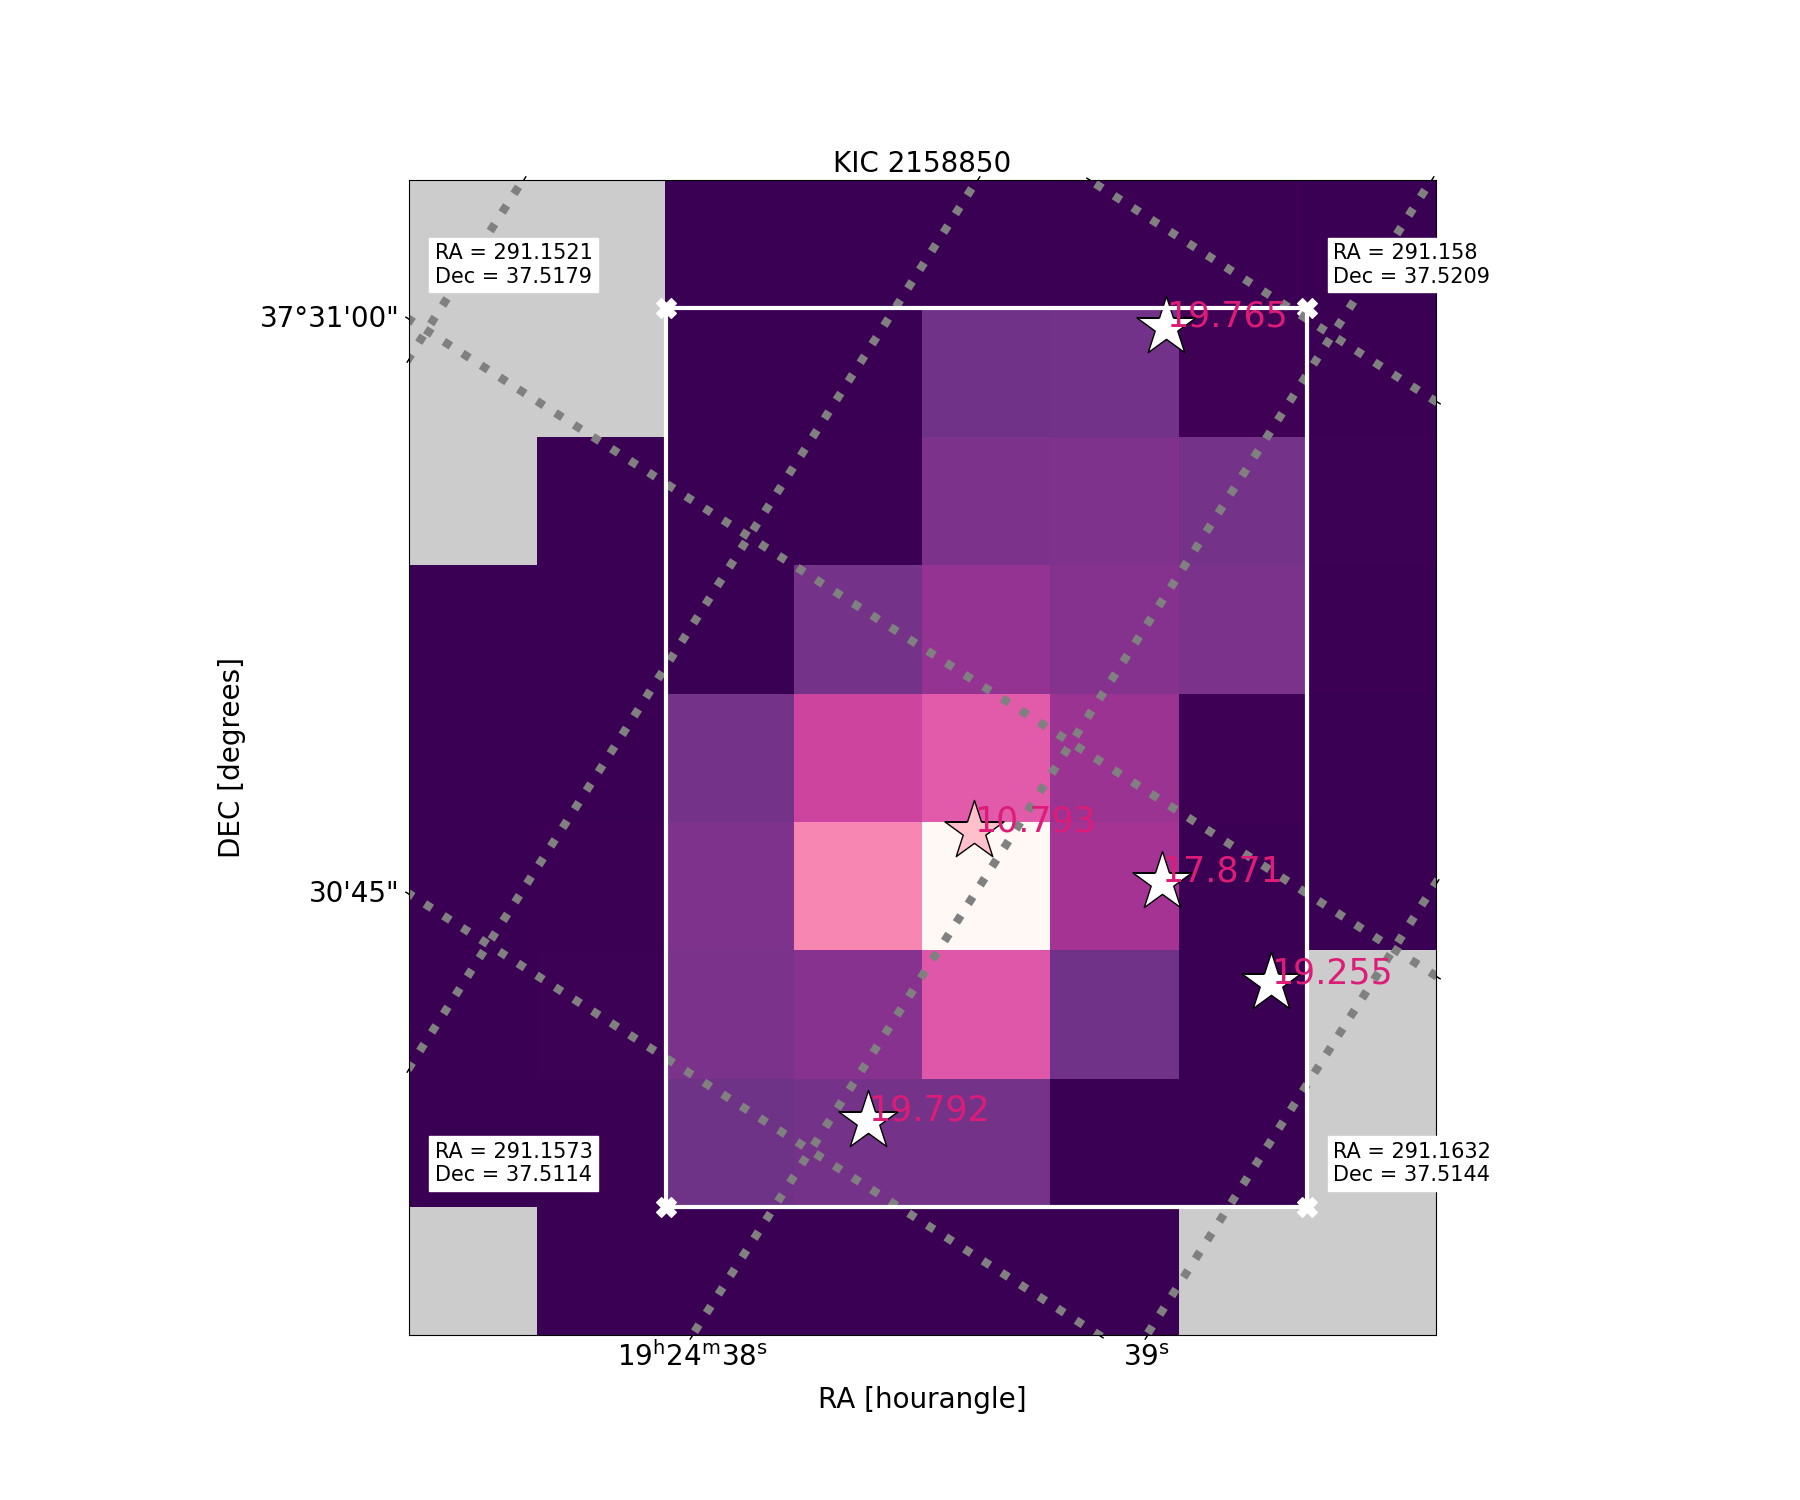 KIC 2158850
RA = 291.1521
Dec = 37.5179
RA = 291.158
Dec = 37.5209
37°31'00"
19.765
DEC [degrees]
10.793
17.871
30'45"
19.255
19.792
RA = 291.1573
Dec = 37.5114
RA = 291.1632
Dec = 37.5144
19ʰ24ᵐ38ˢ
39ˢ
RA [hourangle]